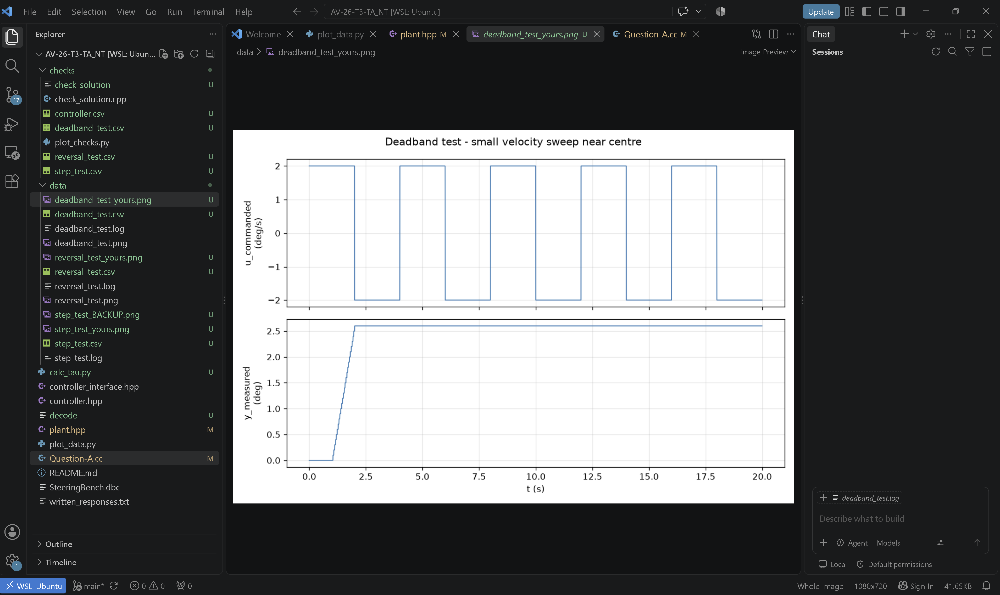 File Edit Selection View Go Run Terminal Help
AV-26-T3-TA_NT [WSL: Ubuntu]
Update
Explorer
AV-26-T3-TA_NT [WSL: Ubun...
checks
check_solution U
check_solution.cpp
controller.csv U
deadband_test.csv U
plot_checks.py
reversal_test.csv U
step_test.csv U
data
deadband_test_yours.png U
deadband_test.csv U
deadband_test.log
deadband_test.png
reversal_test_yours.png U
reversal_test.csv U
reversal_test.log
reversal_test.png
step_test_BACKUP.png U
step_test_yours.png U
step_test.csv U
step_test.log
calc_tau.py U
controller_interface.hpp
controller.hpp
decode U
plant.hpp M
plot_data.py
Question-A.cc M
README.md
SteeringBench.dbc
written_responses.txt
Outline
Timeline
17
1
Welcome
plot_data.py
plant.hpp M
deadband_test_yours.png U
Question-A.cc M
data > deadband_test_yours.png
Image Preview
Deadband test - small velocity sweep near centre
u_commanded
(deg/s)
2
1
0
−1
−2
y_measured
(deg)
2.5
2.0
1.5
1.0
0.5
0.0
0.0 2.5 5.0 7.5 10.0 12.5 15.0 17.5 20.0
t (s)
Chat
Sessions
deadband_test.log
Describe what to build
Agent Models
Local Default permissions
WSL: Ubuntu main* 0 0 0
Whole Image 1080x720 Sign In 41.65KB